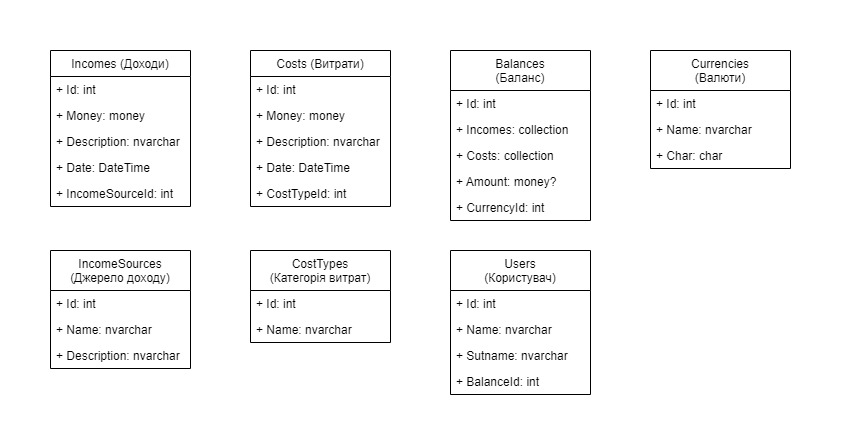 Incomes (Доходи)
+ Id: int
+ Money: money
+ Description: nvarchar
+ Date: DateTime
+ IncomeSourceId: int
Costs (Витрати)
+ Id: int
+ Money: money
+ Description: nvarchar
+ Date: DateTime
+ CostTypeId: int
Balances
(Баланс)
+ Id: int
+ Incomes: collection
+ Costs: collection
+ Amount: money?
+ CurrencyId: int
Currencies
(Валюти)
+ Id: int
+ Name: nvarchar
+ Char: char
IncomeSources
(Джерело доходу)
+ Id: int
+ Name: nvarchar
+ Description: nvarchar
CostTypes
(Категорія витрат)
+ Id: int
+ Name: nvarchar
Users
(Користувач)
+ Id: int
+ Name: nvarchar
+ Sutname: nvarchar
+ BalanceId: int